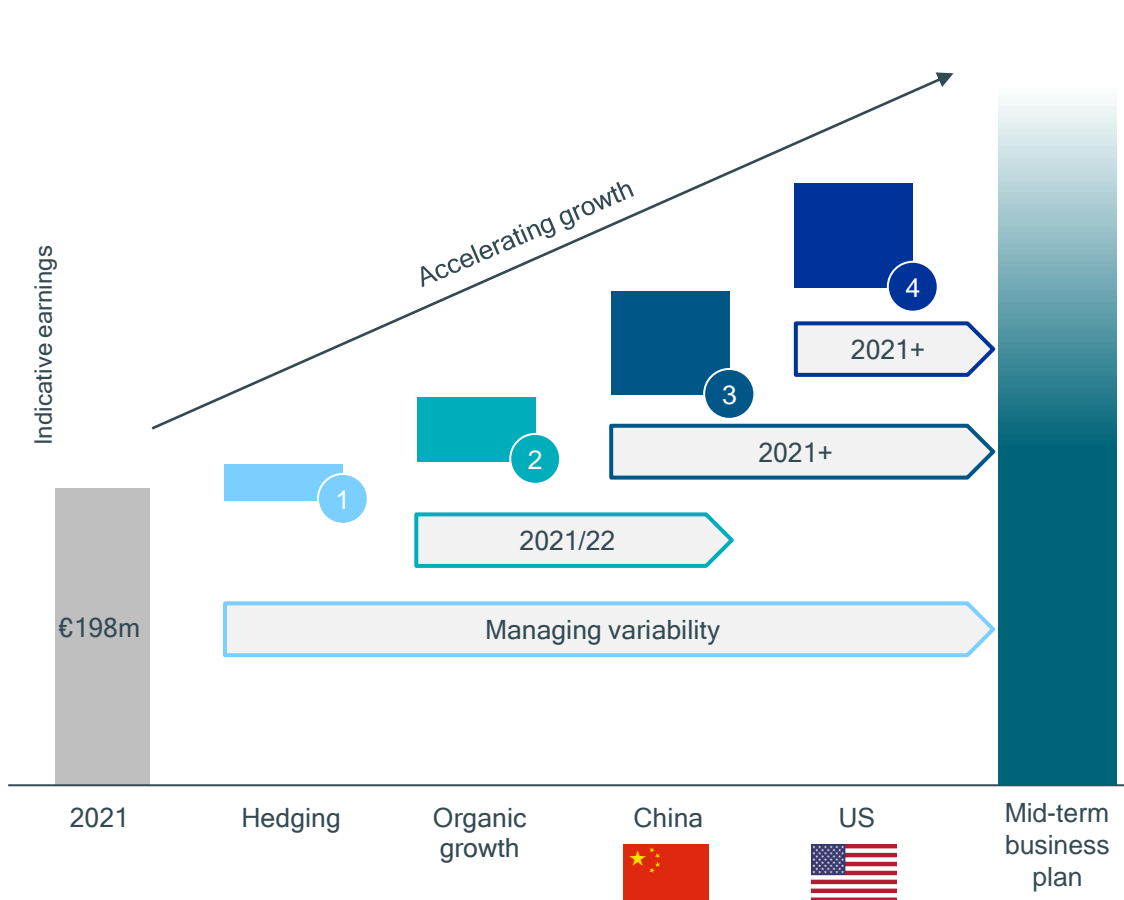 Indicative earnings
Accelerating growth
4
2021+
3
2021+
2
2021/22
1
€198m
Managing variability
2021
Hedging
Organic
growth
China
US
Mid-term
business
plan